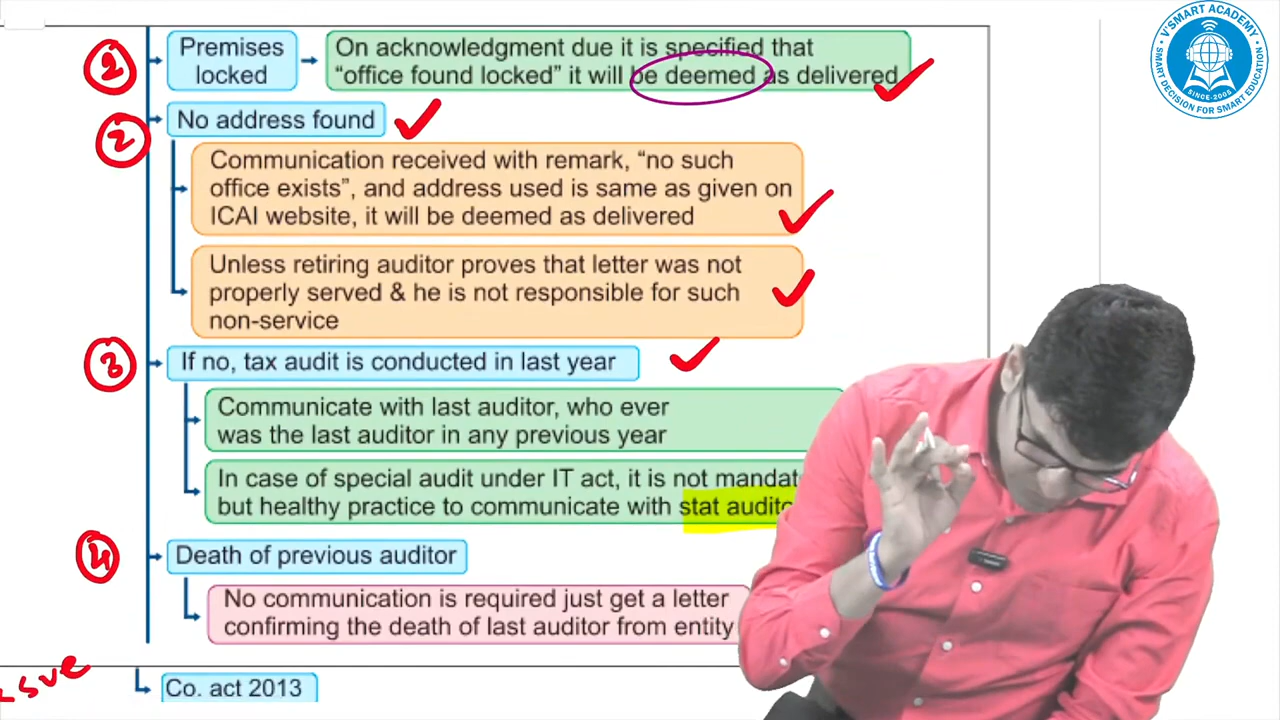 V'SMART ACADEMY
SMART DECISION FOR SMART EDUCATION
SINCE-2005
1
Premises
locked
On acknowledgment due it is specified that
“office found locked” it will be deemed as delivered
2
No address found
Communication received with remark, “no such
office exists”, and address used is same as given on
ICAI website, it will be deemed as delivered
Unless retiring auditor proves that letter was not
properly served & he is not responsible for such
non-service
3
If no, tax audit is conducted in last year
Communicate with last auditor, who ever
was the last auditor in any previous year
In case of special audit under IT act, it is not
but healthy practice to communicate with stat
4
Death of previous auditor
No communication is required just get a letter
confirming the death of last auditor from entity
Co. act 2013